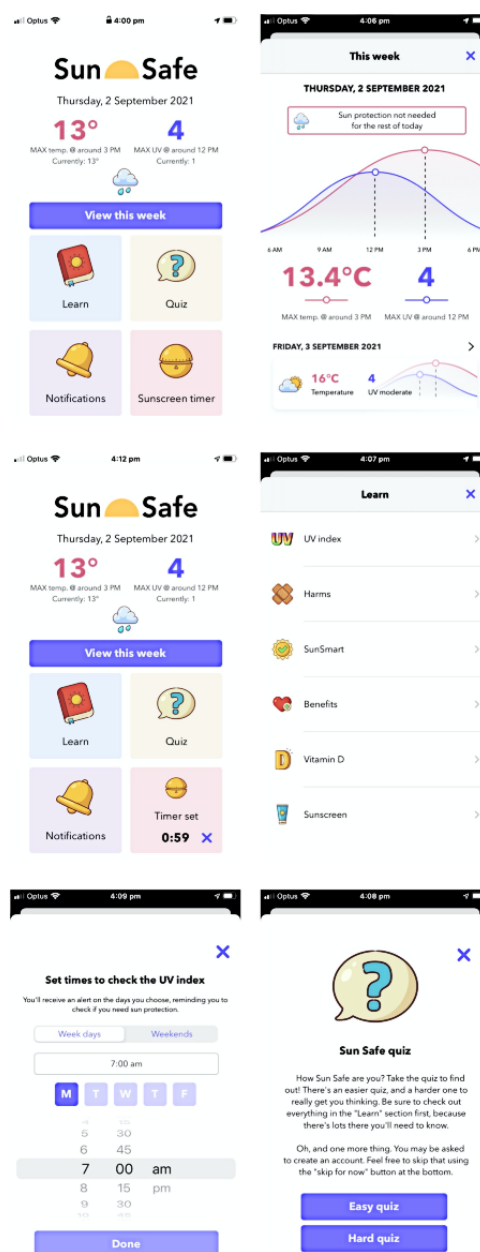 Optus
4:00 pm
Sun Safe
Thursday, 2 September 2021
13°
4
MAX temp. @ around 3 PM
MAX UV @ around 12 PM
Currently: 13°
Currently: 1
View this week
Learn
Quiz
Notifications
Sunscreen timer
Optus
4:06 pm
This week
THURSDAY, 2 SEPTEMBER 2021
Sun protection not needed
for the rest of today
6 AM
9 AM
12 PM
3 PM
6 PM
13.4°C
4
MAX temp. @ around 3 PM
MAX UV @ around 12 PM
FRIDAY, 3 SEPTEMBER 2021
16°C
4
Temperature
UV moderate
Optus
4:12 pm
Sun Safe
Thursday, 2 September 2021
13°
4
MAX temp. @ around 3 PM
MAX UV @ around 12 PM
Currently: 13°
Currently: 1
View this week
Learn
Quiz
Notifications
Timer set
0:59
Optus
4:07 pm
Learn
UV
UV index
Harms
SunSmart
Benefits
D
Vitamin D
Sunscreen
Optus
4:09 pm
Set times to check the UV index
You'll receive an alert on the days you choose, reminding you to
check if you need sun protection.
Week days
Weekends
7:00 am
M T W T F
5 30
6 45
7 00 am
8 15 pm
9 30
Done
Optus
4:08 pm
?
Sun Safe quiz
How Sun Safe are you? Take the quiz to find
out! There's an easier quiz, and a harder one to
really get you thinking. Be sure to check out
everything in the "Learn" section first, because
there's lots there you'll need to know.
Oh, and one more thing. You may be asked
to create an account. Feel free to skip that using
the "skip for now" button at the bottom.
Easy quiz
Hard quiz